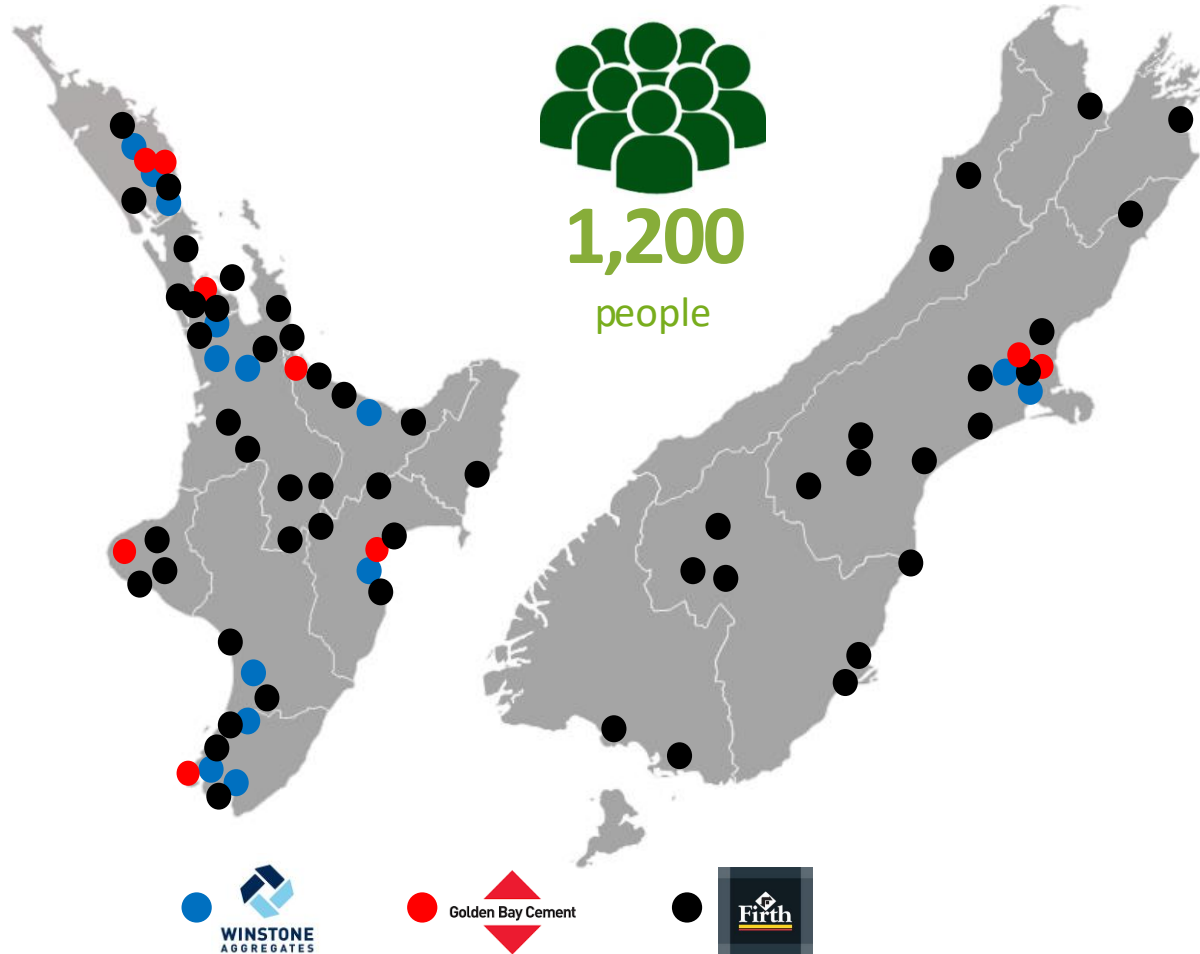 1,200
people
WINSTONE
AGGREGATES
Golden Bay Cement
Firth